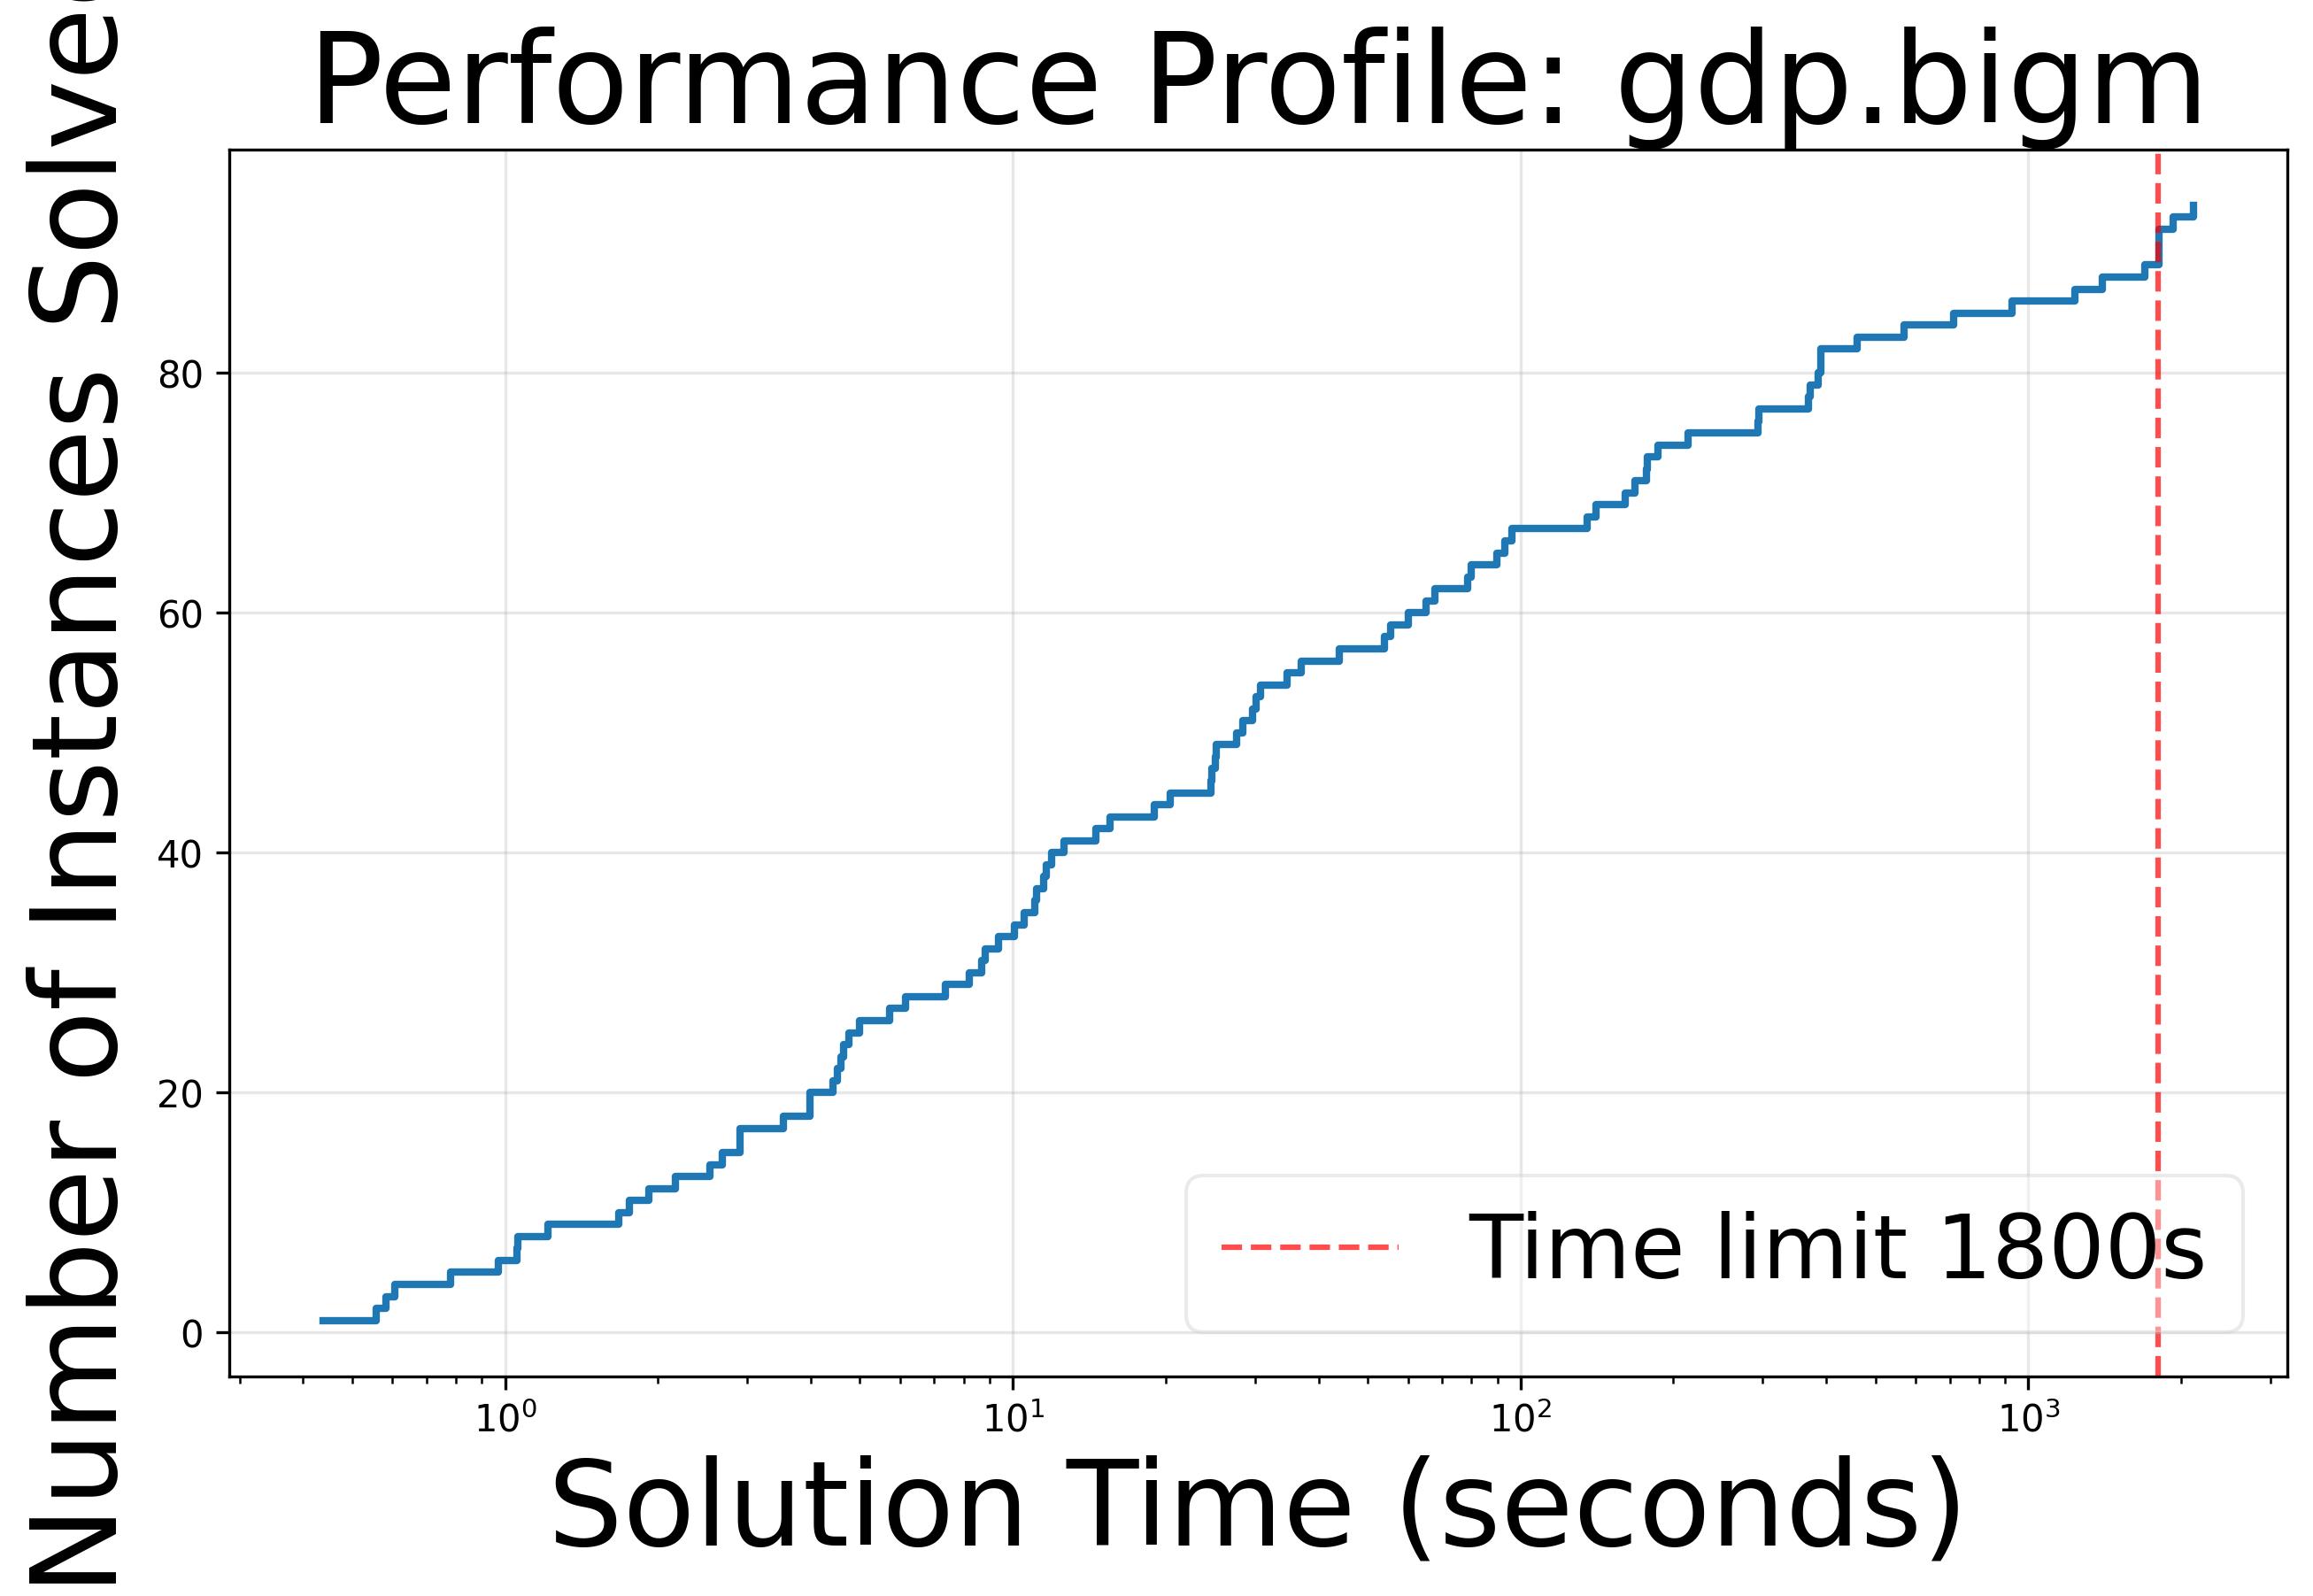 Performance Profile: gdp.bigm
Number of Instances Solve
80
60
40
20
0
Time limit 1800s
10⁰
10¹
10²
10³
Solution Time (seconds)